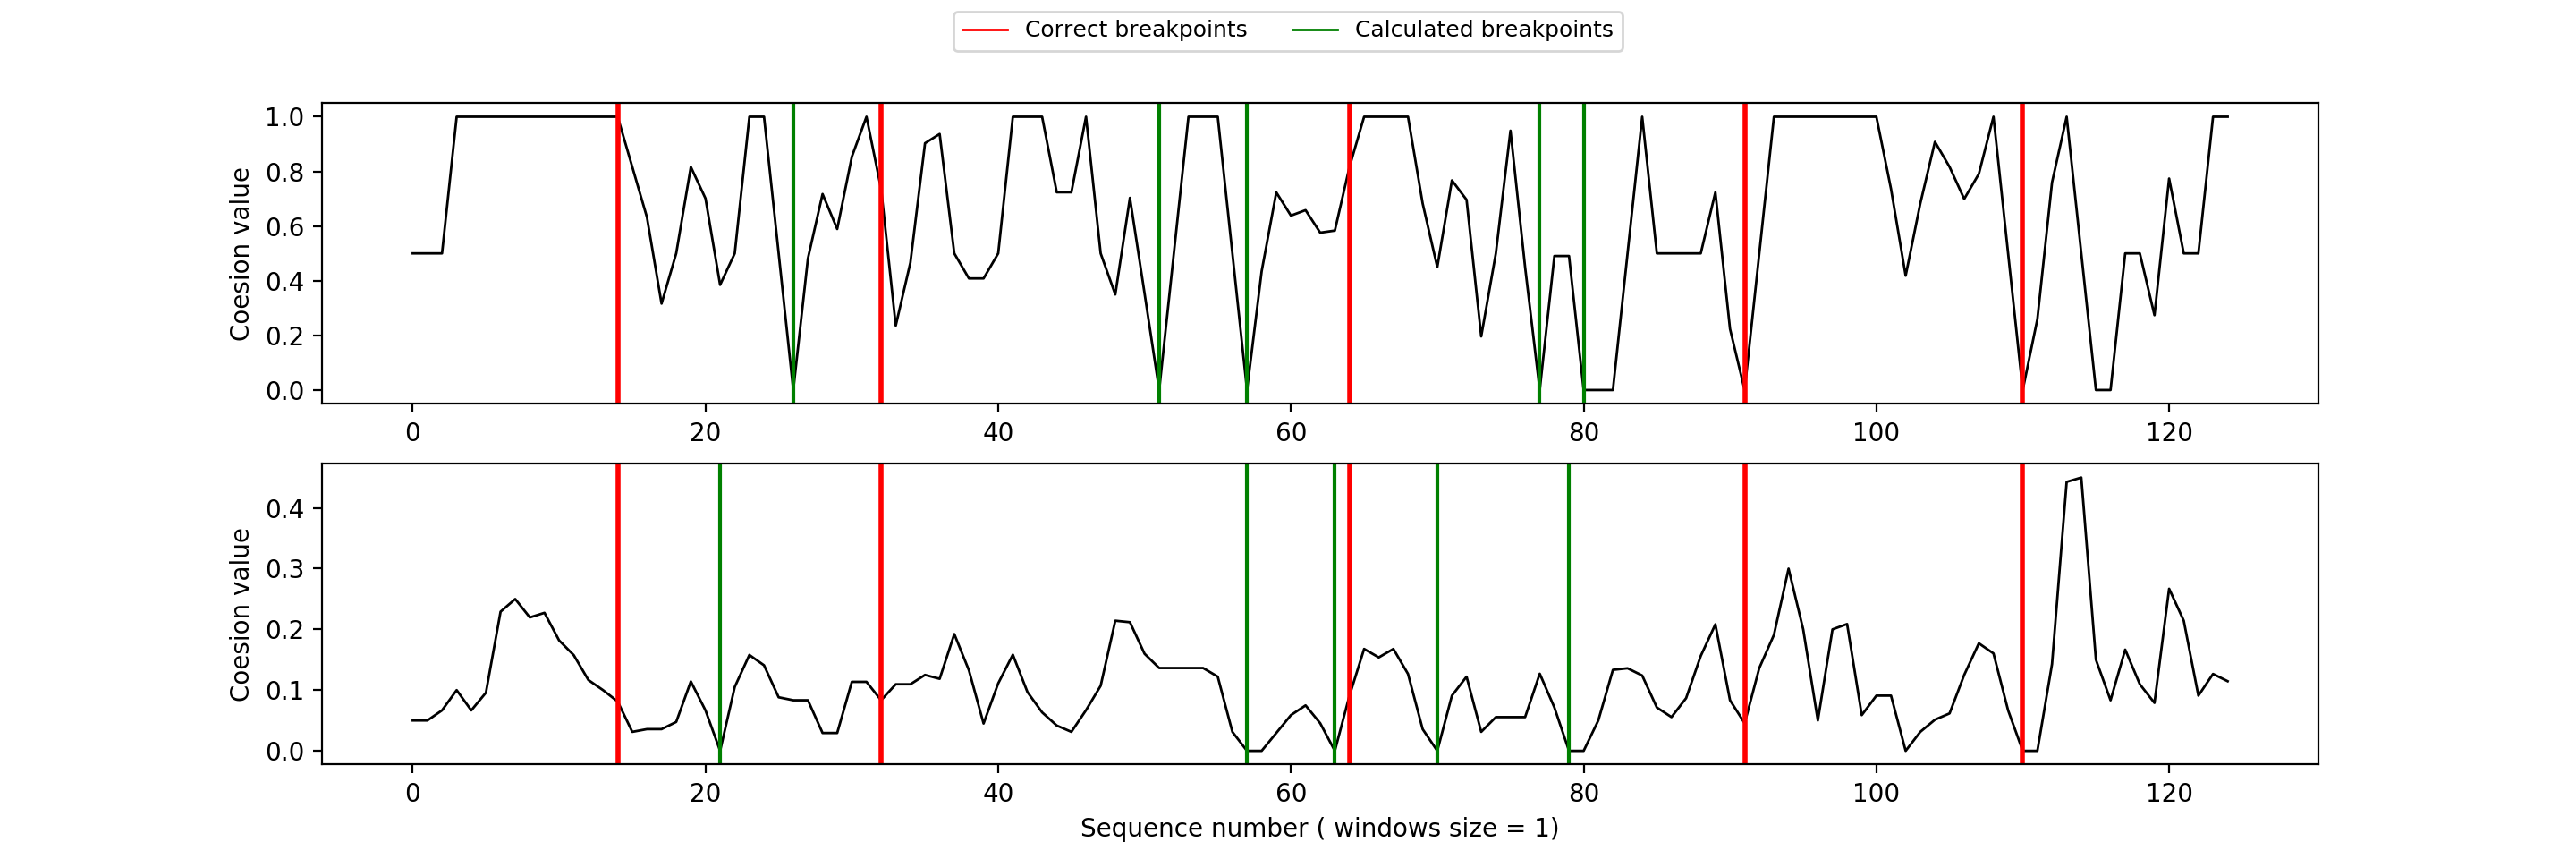 Correct breakpoints Calculated breakpoints
1.0
0.8
0.6
0.4
0.2
0.0
Coesion value
0 20 40 60 80 100 120
0.4
0.3
0.2
0.1
0.0
Coesion value
0 20 40 60 80 100 120
Sequence number ( windows size = 1)